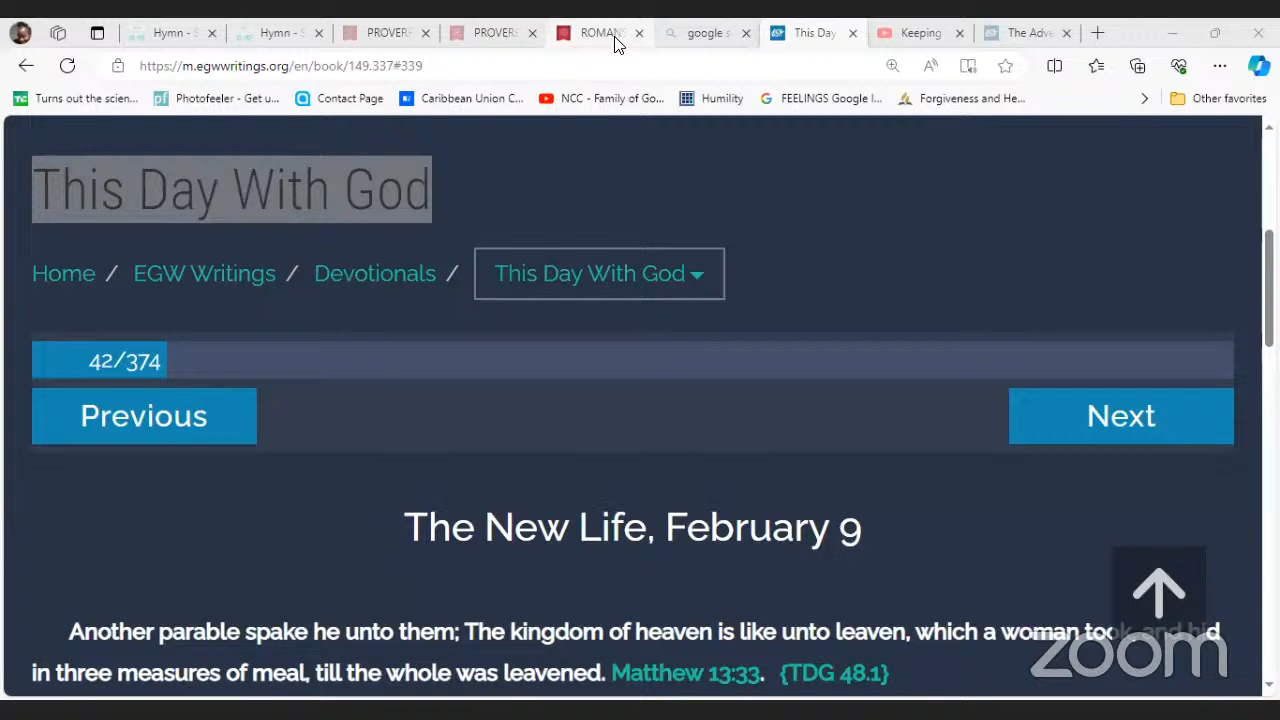 Hymn - S
Hymn - S
PROVER
PROVER
ROMAN
google s
This Day
Keeping
The Adve
https://m.egwwritings.org/en/book/149.337#339
Turns out the scien...
Photofeeler - Get u...
Contact Page
Caribbean Union C...
NCC - Family of Go...
Humility
FEELINGS Google I...
Forgiveness and He...
Other favorites
This Day With God
Home / EGW Writings / Devotionals / This Day With God
42/374
Previous
Next
The New Life, February 9
Another parable spake he unto them; The kingdom of heaven is like unto leaven, which a woman took, and hid
in three measures of meal, till the whole was leavened. Matthew 13:33. {TDG 48.1}
zoom